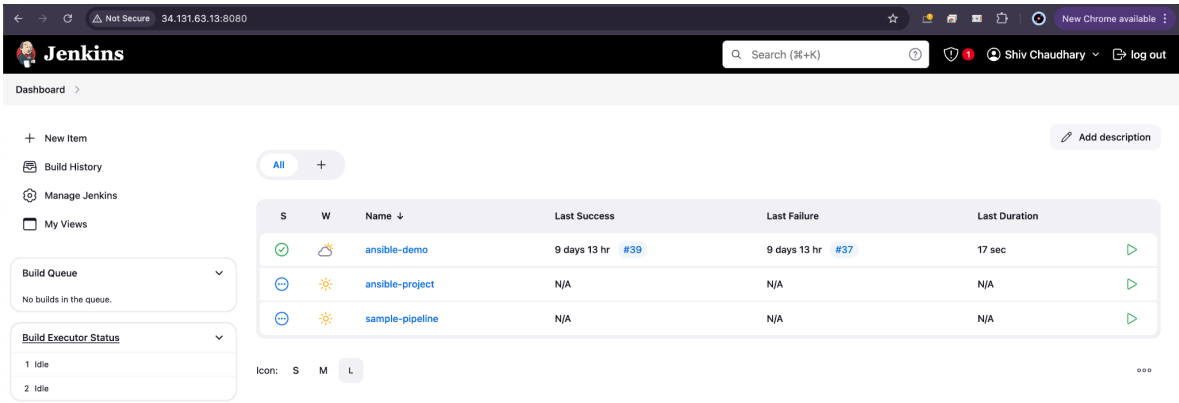 Not Secure 34.131.63.13:8080 New Chrome available
Jenkins Search (⌘+K) 1 Shiv Chaudhary log out
Dashboard
New Item
Build History
Manage Jenkins
My Views
Build Queue
No builds in the queue.
Build Executor Status
1 Idle
2 Idle
Add description
All +
S W Name ↓ Last Success Last Failure Last Duration
ansible-demo 9 days 13 hr #39 9 days 13 hr #37 17 sec
ansible-project N/A N/A N/A
sample-pipeline N/A N/A N/A
Icon: S M L